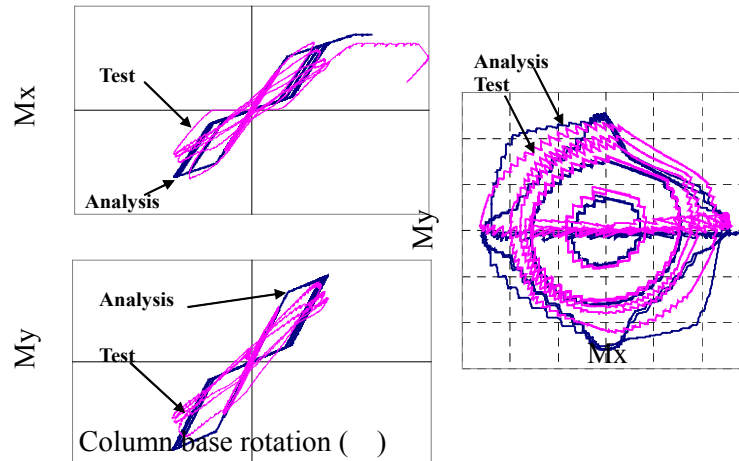 Mx
Test
Analysis
My
Analysis
Test
Column base rotation ( )
My
Analysis
Test
Mx